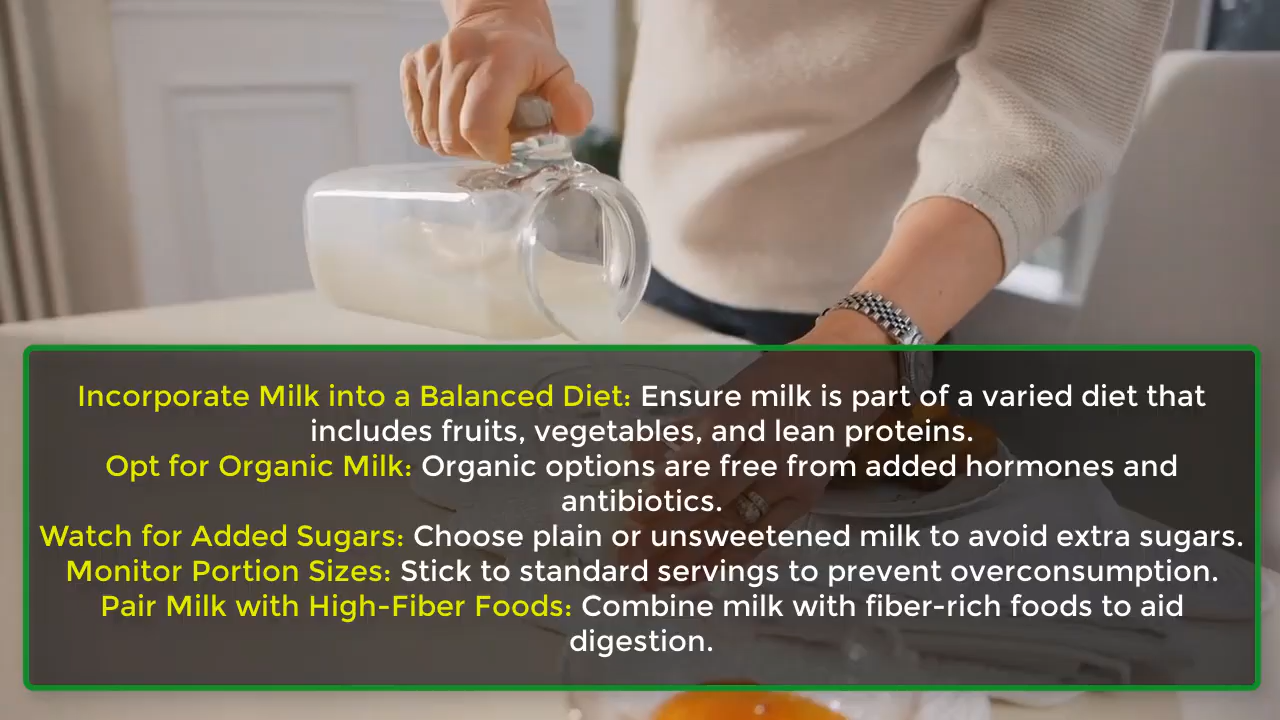 Incorporate Milk into a Balanced Diet: Ensure milk is part of a varied diet that
includes fruits, vegetables, and lean proteins.
Opt for Organic Milk: Organic options are free from added hormones and
antibiotics.
Watch for Added Sugars: Choose plain or unsweetened milk to avoid extra sugars.
Monitor Portion Sizes: Stick to standard servings to prevent overconsumption.
Pair Milk with High-Fiber Foods: Combine milk with fiber-rich foods to aid
digestion.